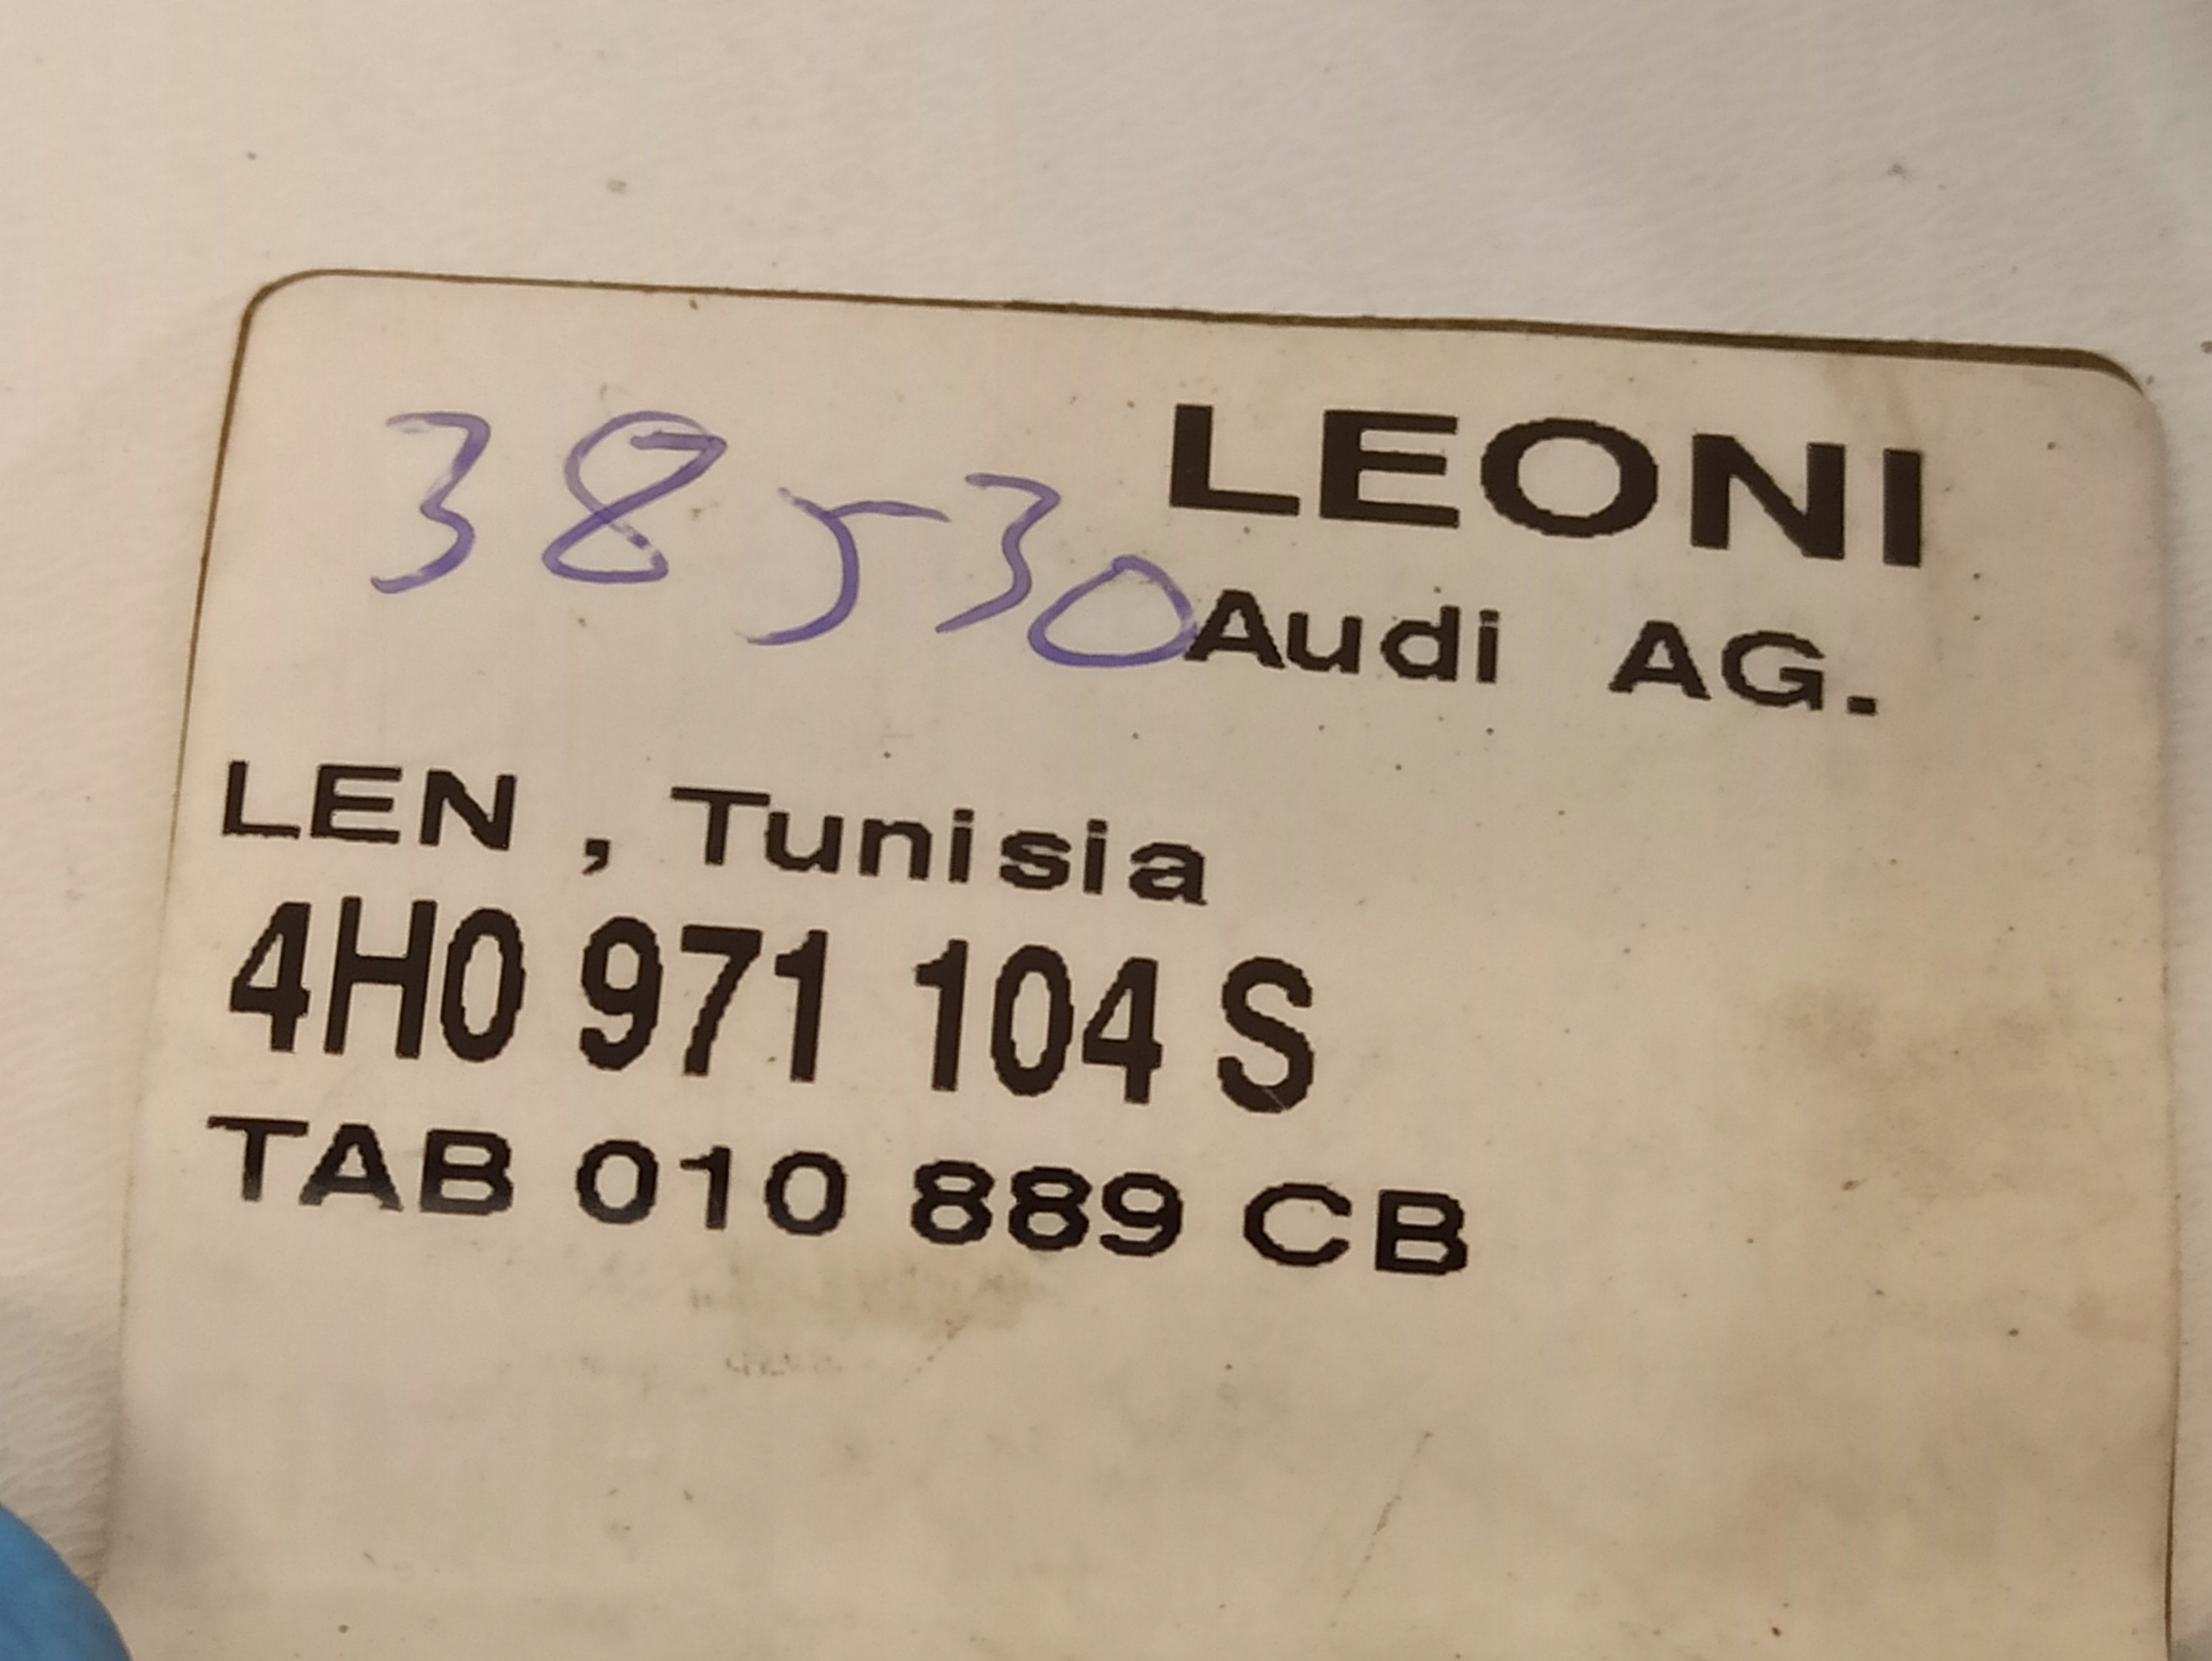 38530
LEONI
Audi AG.
LEN , Tunisia
4H0 971 104 S
TAB 010 889 CB